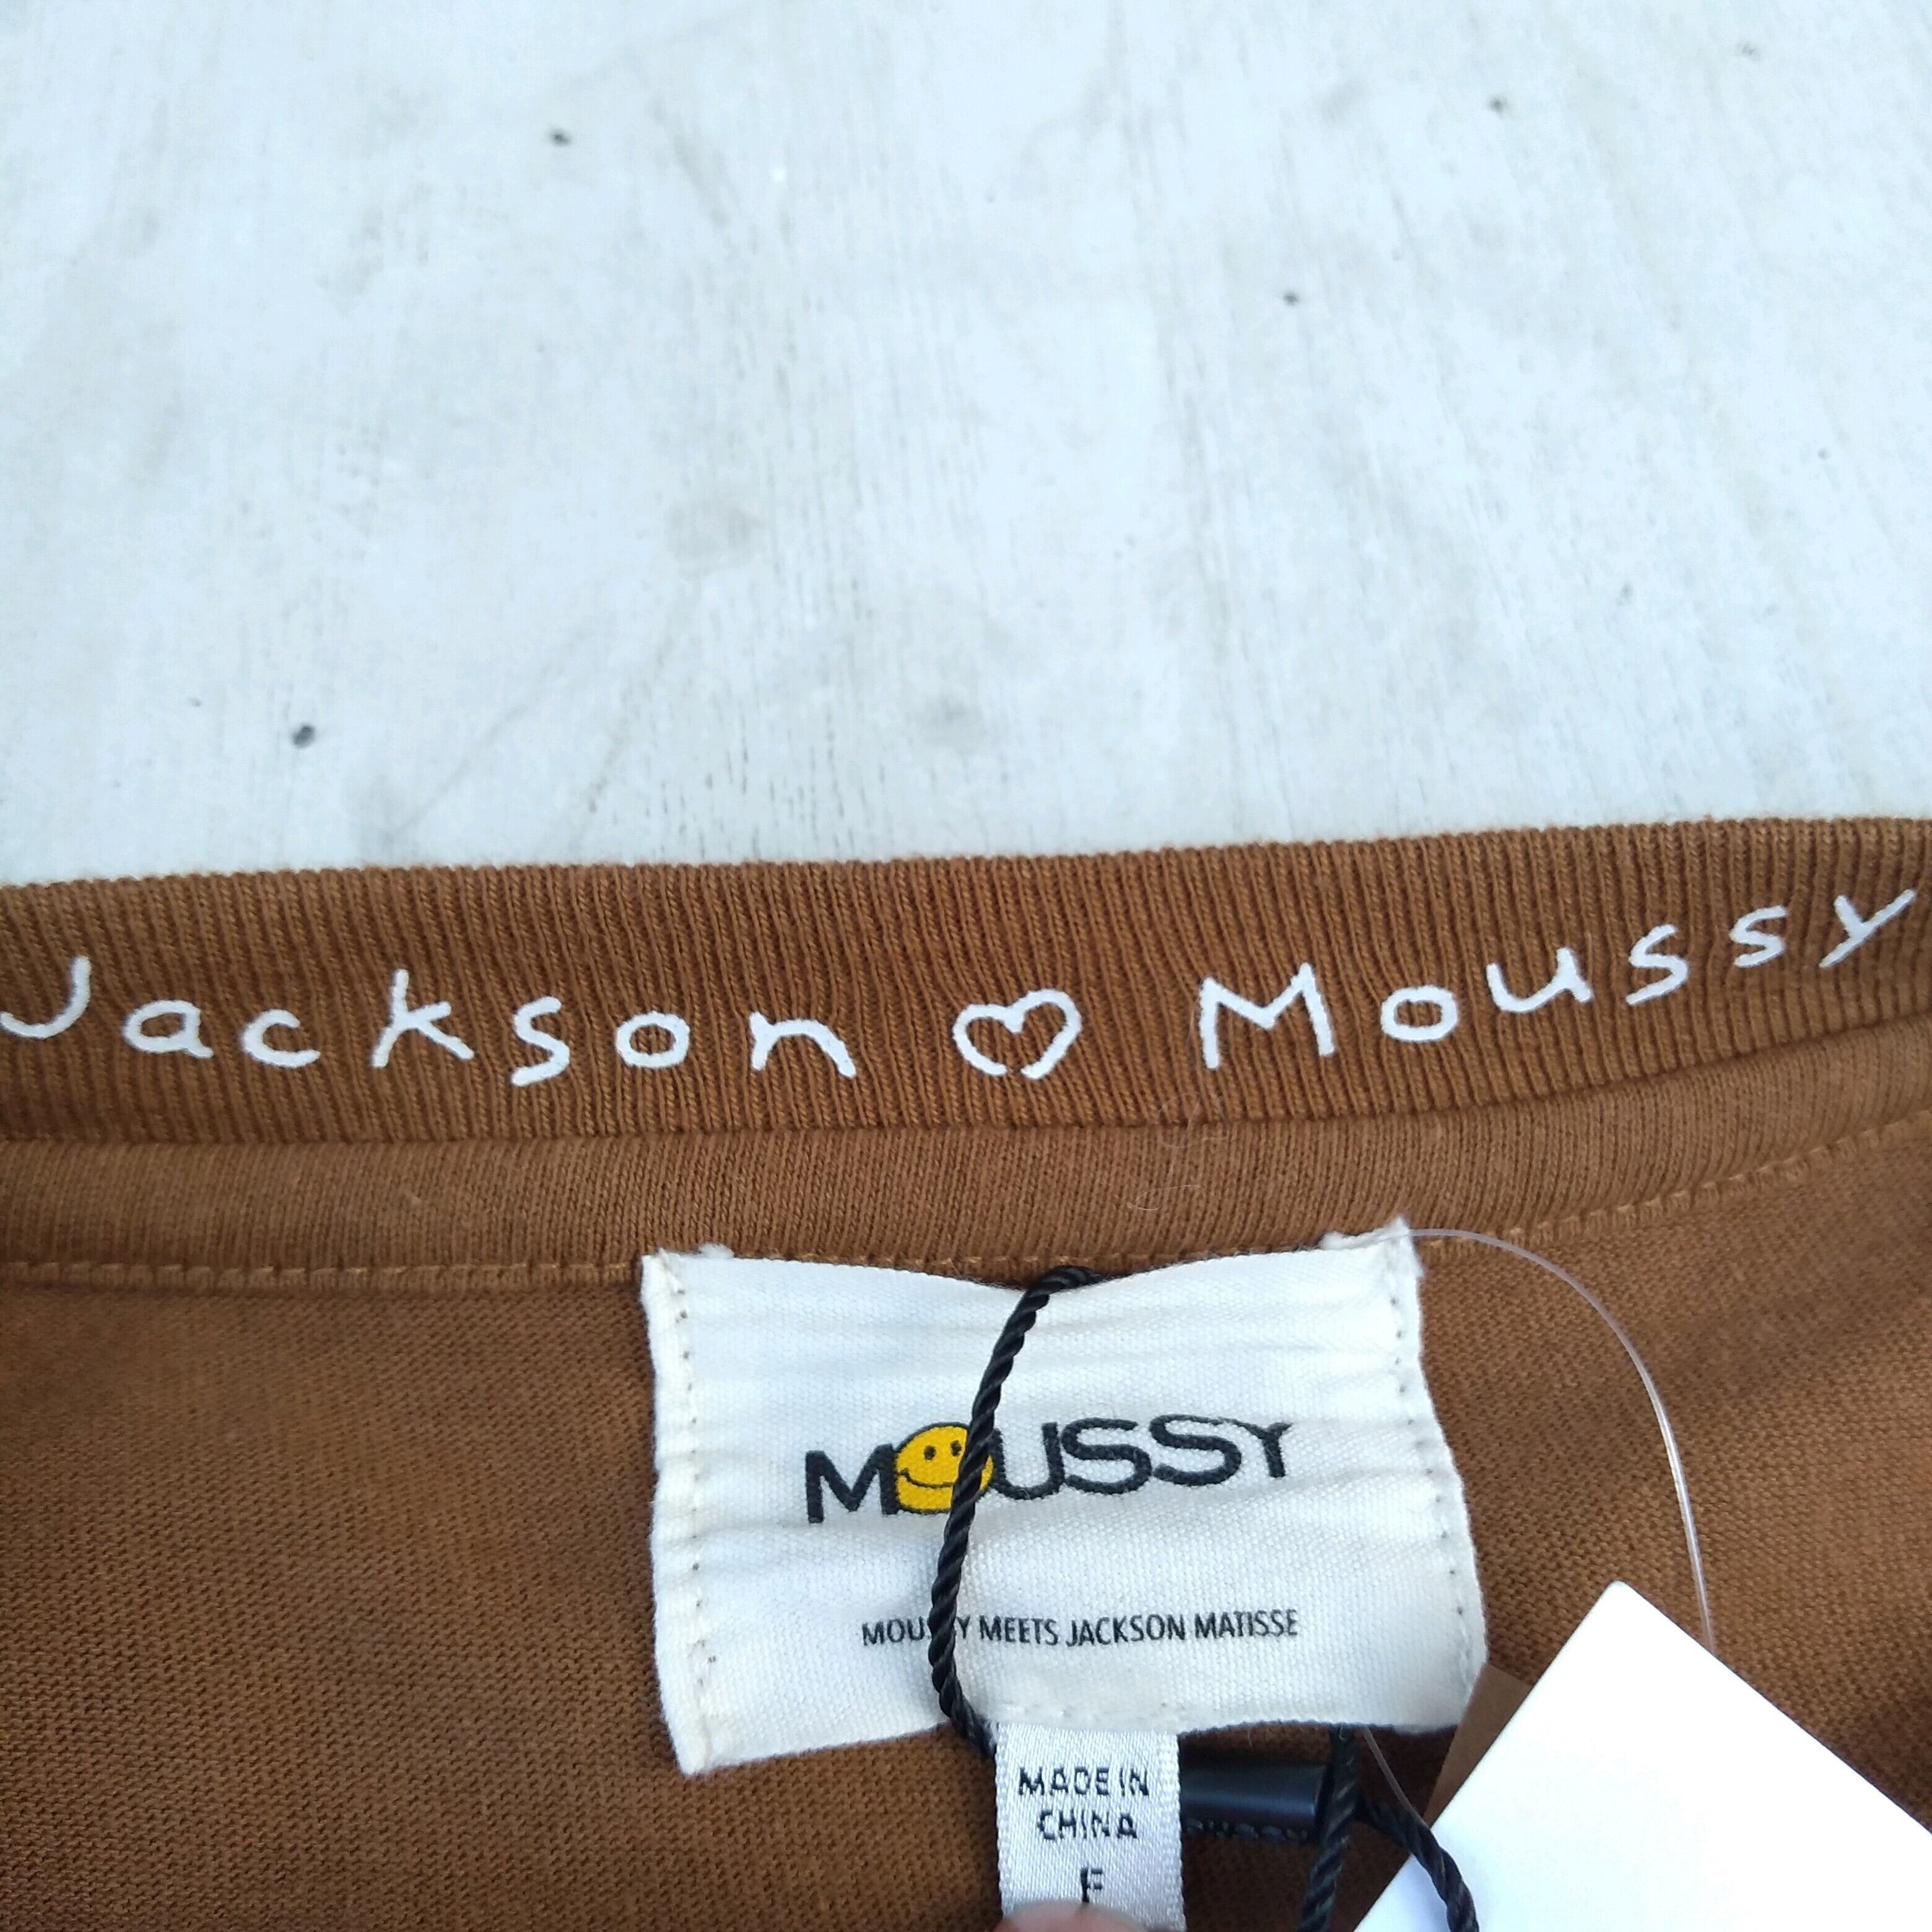 Jackson ♡ Moussy
MOUSSY
MOUSSY MEETS JACKSON MATISSE
MADE IN
CHINA
F